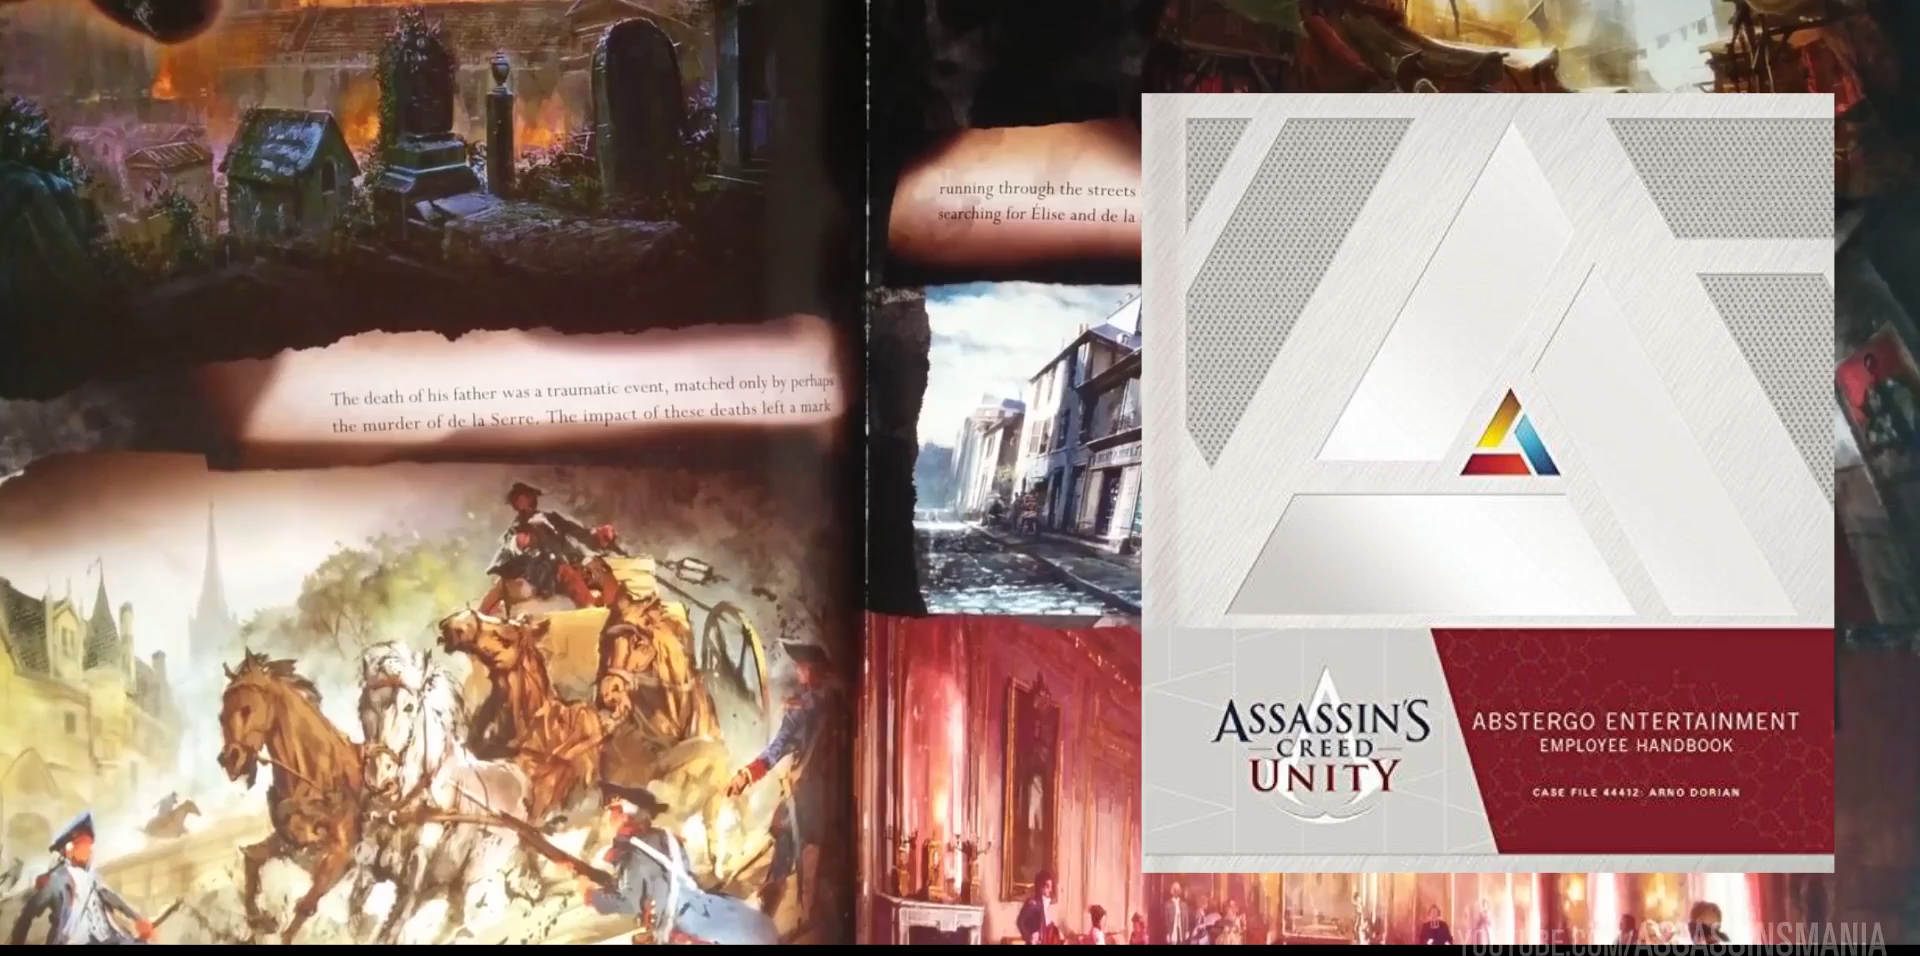 running through the streets
searching for Élise and de la
The death of his father was a traumatic event, matched only by perhaps
the murder of de la Serre. The impact of these deaths left a mark
ASSASSIN'S
CREED
UNITY
ABSTERGO ENTERTAINMENT
EMPLOYEE HANDBOOK
CASE FILE 44412: ARNO DORIAN
YOUTUBE.COM/ASSASSINSMANIA